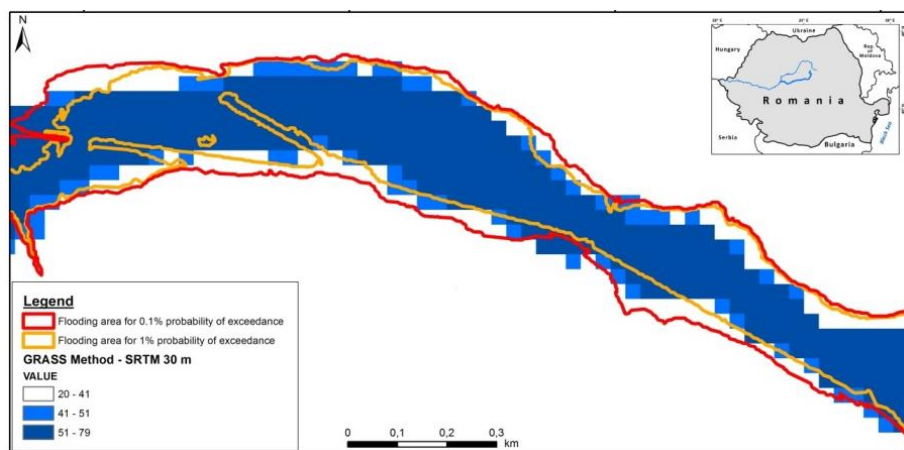 N
Ukraine
Hungary
Rep. of
Moldova
Romania
Serbia
Bulgaria
Black Sea
Legend
Flooding area for 0.1% probability of exceedance
Flooding area for 1% probability of exceedance
GRASS Method - SRTM 30 m
VALUE
20 - 41
41 - 51
51 - 79
0 0,1 0,2 0,3
km